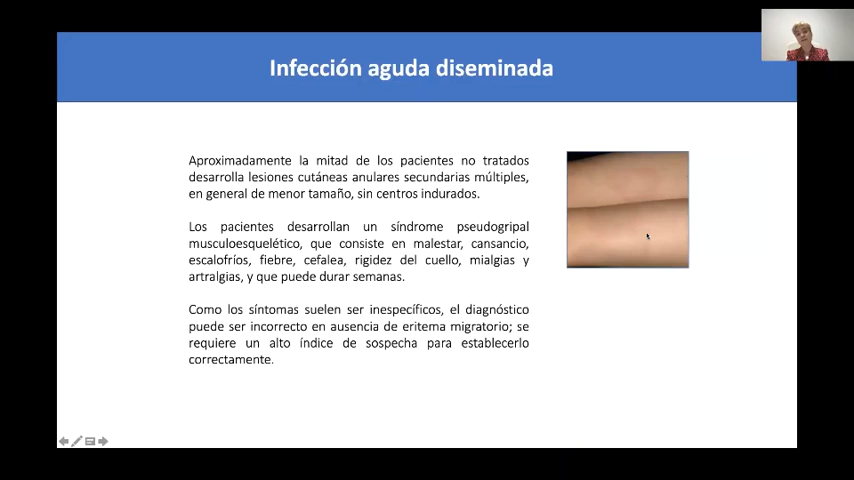 Infección aguda diseminada
Aproximadamente la mitad de los pacientes no tratados
desarrolla lesiones cutáneas anulares secundarias múltiples,
en general de menor tamaño, sin centros indurados.
Los pacientes desarrollan un síndrome pseudogripal
musculoesquelético, que consiste en malestar, cansancio,
escalofríos, fiebre, cefalea, rigidez del cuello, mialgias y
artralgias, y que puede durar semanas.
Como los síntomas suelen ser inespecíficos, el diagnóstico
puede ser incorrecto en ausencia de eritema migratorio; se
requiere un alto índice de sospecha para establecerlo
correctamente.